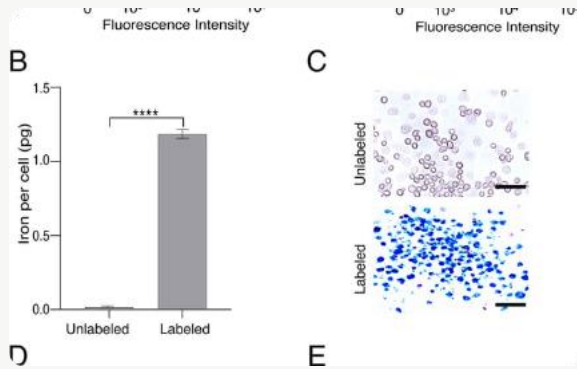 Fluorescence Intensity
Fluorescence Intensity
B
C
1.5
****
1.0
Iron per cell (pg)
0.5
0.0
Unlabeled
Labeled
Unlabeled
Labeled
D
E